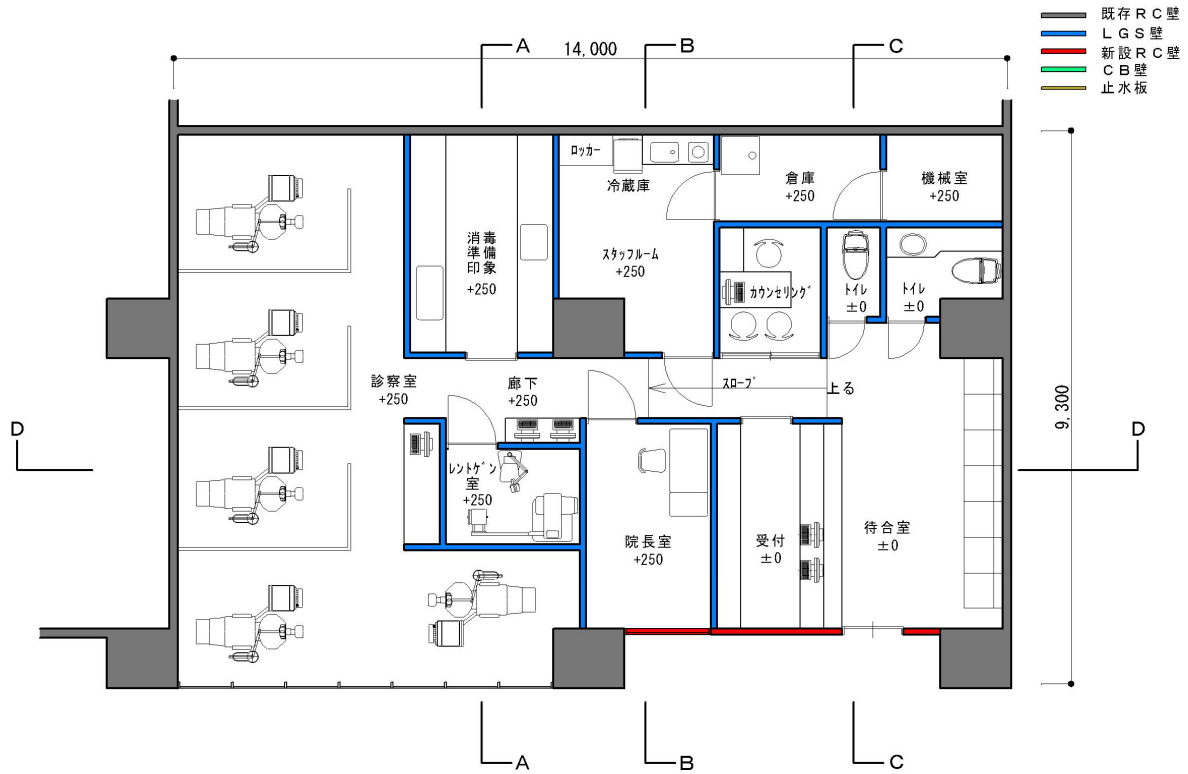 既存RC壁
LGS壁
新設RC壁
CB壁
止水板
A
B
C
14,000
ロッカー
冷蔵庫
倉庫
+250
機械室
+250
消毒
準備
印象
+250
スタッフルーム
+250
カウンセリング
トイレ
±0
トイレ
±0
診察室
+250
廊下
+250
スロープ
上る
9,300
D
D
レントゲン
室
+250
院長室
+250
受付
±0
待合室
±0
A
B
C